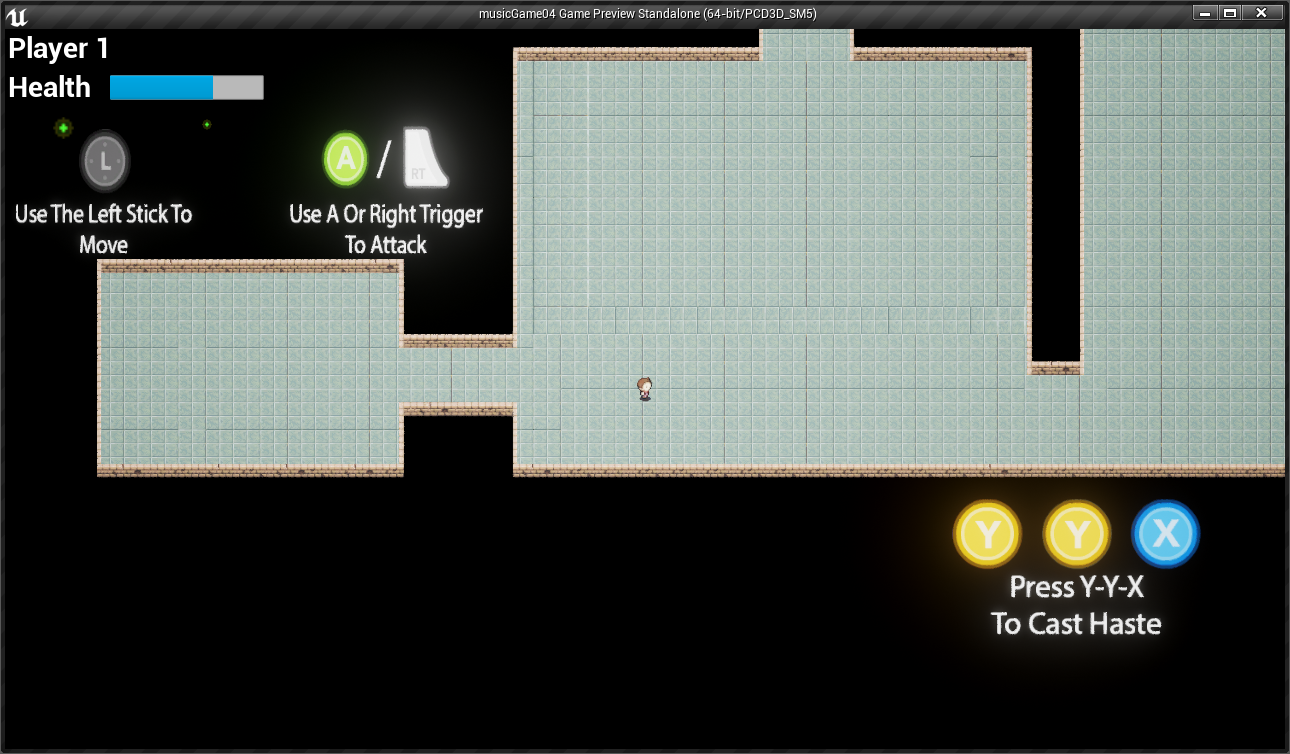 musicGame04 Game Preview Standalone (64-bit/PCD3D_SM5)
Player 1
Health
L
A / RT
Use The Left Stick To
Move
Use A Or Right Trigger
To Attack
Y Y X
Press Y-Y-X
To Cast Haste